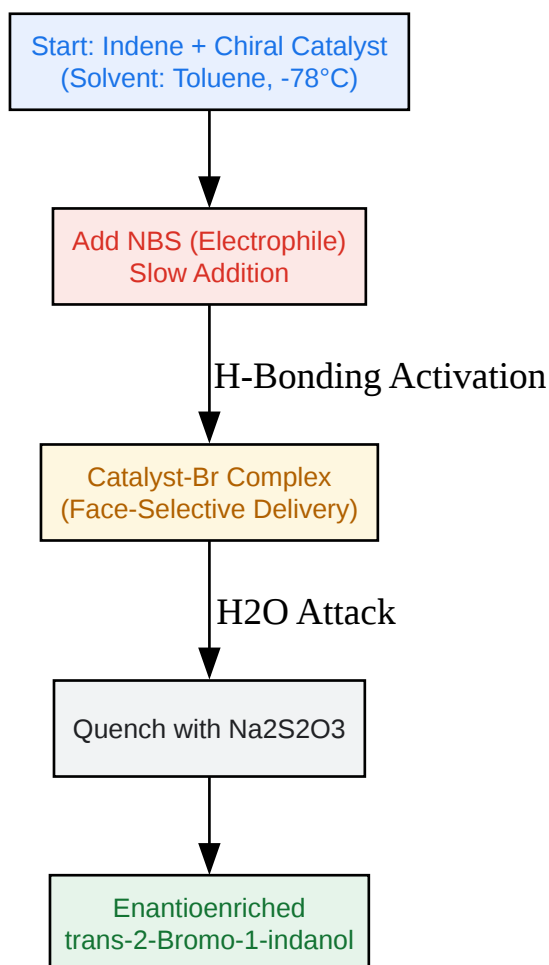 Start: Indene + Chiral Catalyst
(Solvent: Toluene, -78°C)
Add NBS (Electrophile)
Slow Addition
H-Bonding Activation
Catalyst-Br Complex
(Face-Selective Delivery)
H2O Attack
Quench with Na2S2O3
Enantioenriched
trans-2-Bromo-1-indanol